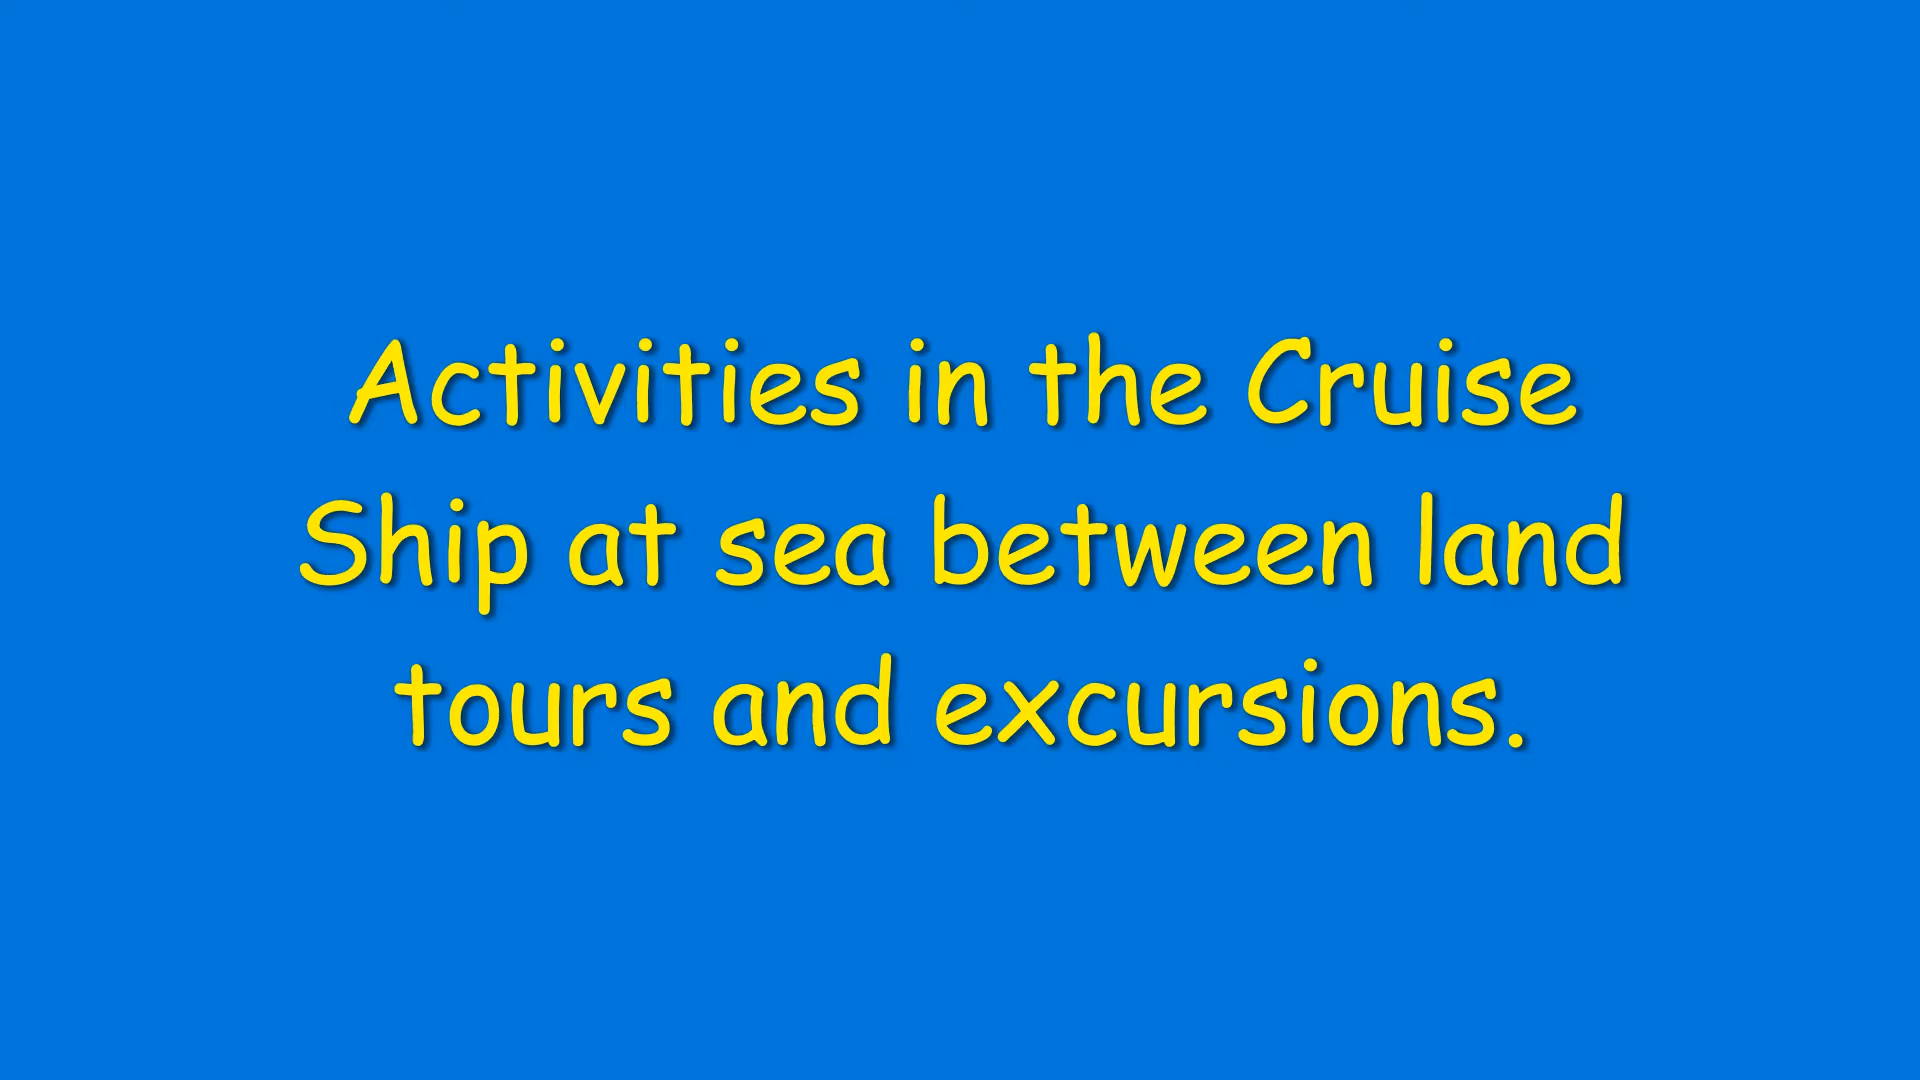 Activities in the Cruise
Ship at sea between land
tours and excursions.